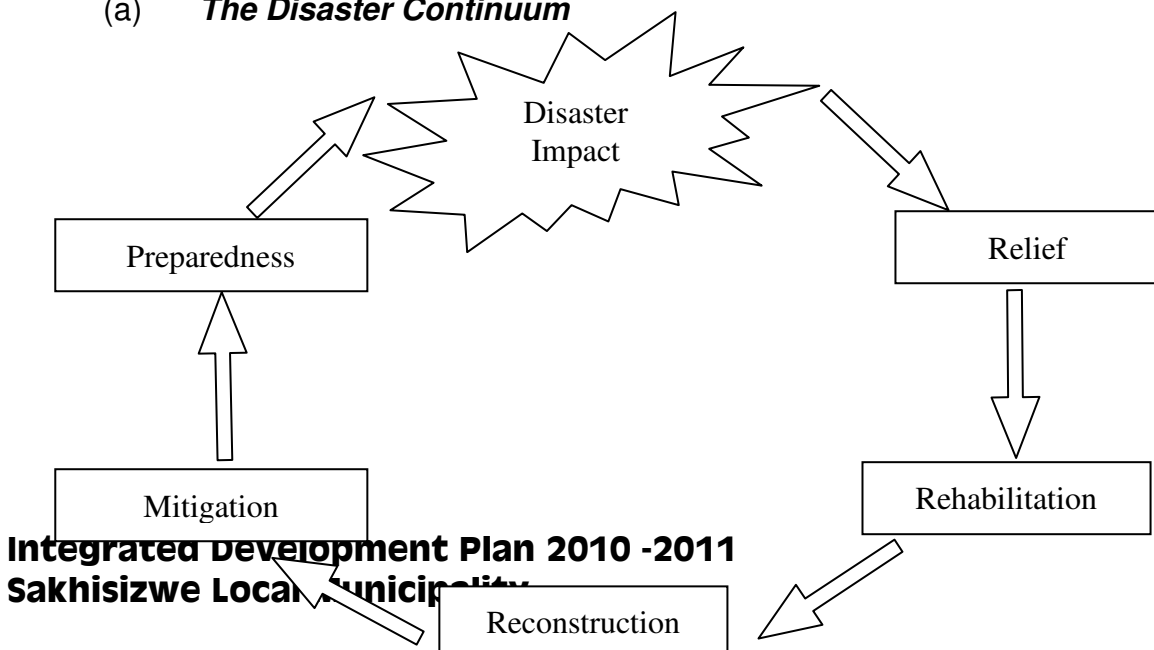 (a) The Disaster Continuum
Disaster
Impact
Preparedness
Relief
Mitigation
Rehabilitation
Integrated Development Plan 2010 -2011
Sakhisizwe Local Municipality
Reconstruction